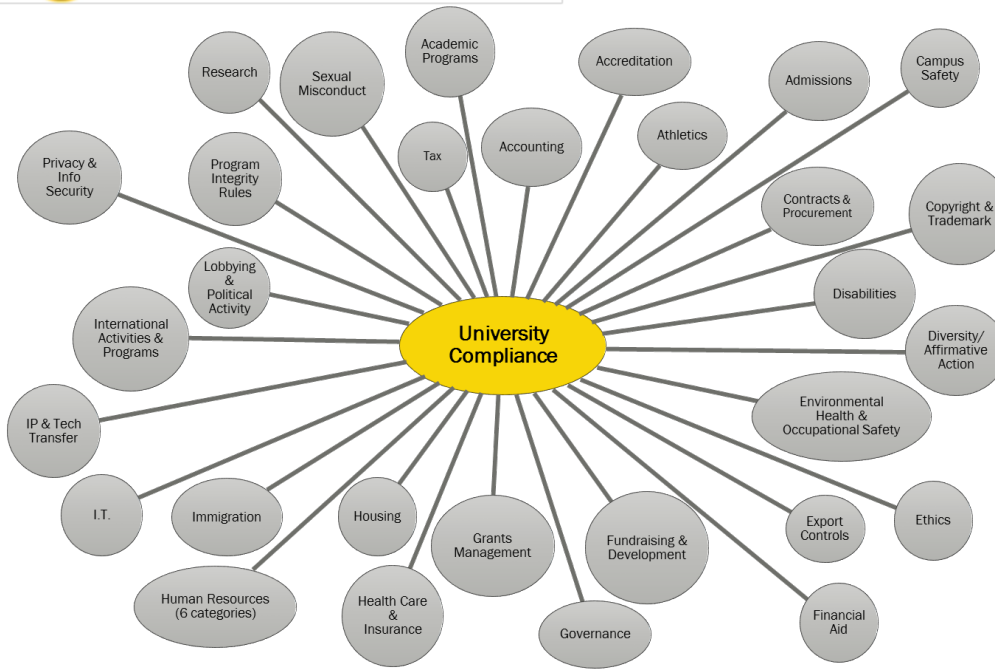 Academic
Programs
Accreditation
Campus
Safety
Research
Sexual
Misconduct
Admissions
Tax
Accounting
Athletics
Privacy &
Info
Security
Program
Integrity
Rules
Contracts &
Procurement
Copyright &
Trademark
Lobbying
&
Political
Activity
Disabilities
International
Activities &
Programs
University
Compliance
Diversity/
Affirmative
Action
IP & Tech
Transfer
Environmental
Health &
Occupational Safety
I.T.
Immigration
Housing
Grants
Management
Fundraising &
Development
Export
Controls
Ethics
Human Resources
(6 categories)
Health Care
&
Insurance
Governance
Financial
Aid